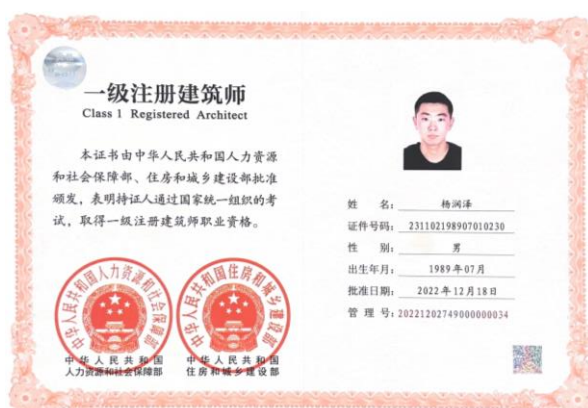 一级注册建筑师
Class 1 Registered Architect
本证书由中华人民共和国人力资源
和社会保障部、住房和城乡建设部批准
颁发，表明持证人通过国家统一组织的考
试，取得一级注册建筑师职业资格。
中华人民共和国人力资源和社会保障部
中华人民共和国住房和城乡建设部
中华人民共和国
人力资源和社会保障部
中华人民共和国
住房和城乡建设部
姓 名： 杨润泽
证件号码： 231102198907010230
性 别： 男
出生年月： 1989年07月
批准日期： 2022年12月18日
管 理 号：20221202749000000034